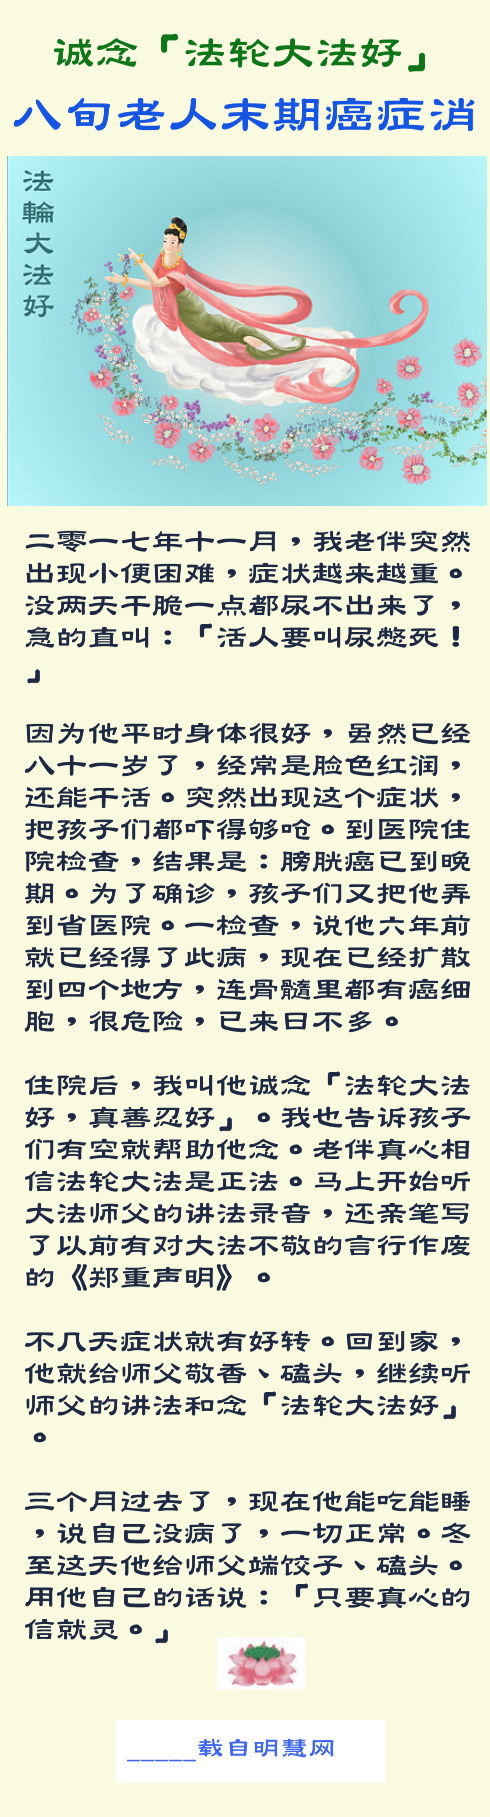 诚念「法轮大法好」
八旬老人末期癌症消
法輪大法好
二零一七年十一月，我老伴突然
出现小便困难，症状越来越重。
没两天干脆一点都尿不出来了，
急的直叫：「活人要叫尿憋死！
」
因为他平时身体很好，虽然已经
八十一岁了，经常是脸色红润，
还能干活。突然出现这个症状，
把孩子们都吓得够呛。到医院住
院检查，结果是：膀胱癌已到晚
期。为了确诊，孩子们又把他弄
到省医院。一检查，说他六年前
就已经得了此病，现在已经扩散
到四个地方，连骨髓里都有癌细
胞，很危险，已来日不多。
住院后，我叫他诚念「法轮大法
好，真善忍好」。我也告诉孩子
们有空就帮助他念。老伴真心相
信法轮大法是正法。马上开始听
大法师父的讲法录音，还亲笔写
了以前有对大法不敬的言行作废
的《郑重声明》。
不几天症状就有好转。回到家，
他就给师父敬香、磕头，继续听
师父的讲法和念「法轮大法好」
。
三个月过去了，现在他能吃能睡
，说自己没病了，一切正常。冬
至这天他给师父端饺子、磕头。
用他自己的话说：「只要真心的
信就灵。」
_____载自明慧网